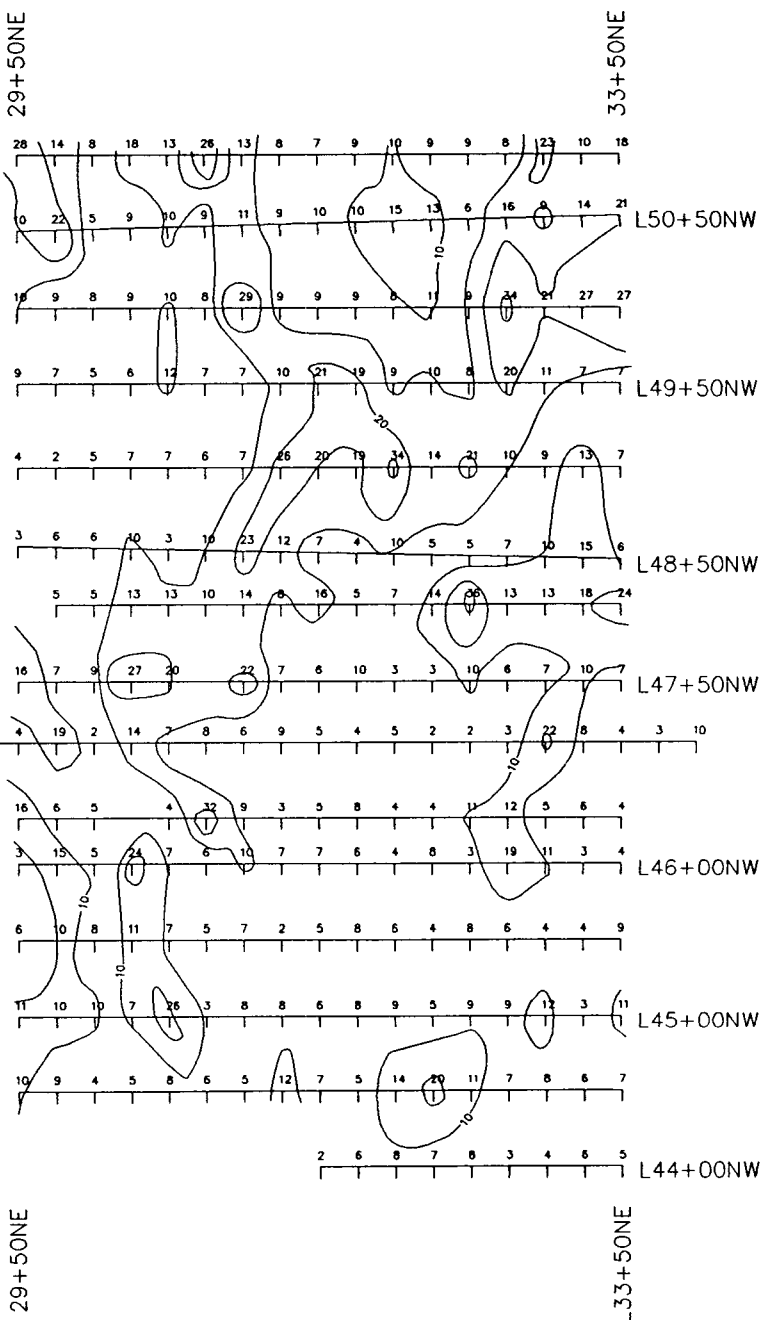 29+50NE
33+50NE
28 14 8 18 13 26 13 8 7 9 10 9 9 8 23 10 18
10 22 5 9 10 9 11 9 10 10 15 13 6 16 9 14 21 L50+50NW
10
9 8 9 10 8 29 9 9 9 8 11 9 34 21 27 27
9 7 5 6 12 7 7 10 21 19 9 10 8 20 11 7 7 L49+50NW
20
4 2 5 7 7 6 7 26 20 19 34 14 21 10 9 13 7
3 6 6 10 3 10 23 12 7 4 10 5 5 7 10 15 6 L48+50NW
5 5 13 13 10 14 8 16 5 7 14 36 13 13 18 24
16 7 9 27 20 22 7 6 10 3 3 10 6 7 10 7 L47+50NW
4 19 2 14 7 8 6 9 5 4 5 2 2 3 22 8 4 3 10
10
16 6 5 4 32 9 3 5 8 4 4 11 12 5 6 4
3 15 5 24 7 6 10 7 7 6 4 8 3 19 11 3 4 L46+00NW
10
6 10 8 11 7 5 7 2 5 8 6 4 8 6 4 4 9
10
11 10 10 7 26 3 8 8 6 8 9 5 9 9 12 3 11 L45+00NW
10 9 4 5 8 6 5 12 7 5 14 20 11 7 8 6 7
10
2 6 8 7 8 3 4 6 5 L44+00NW
29+50NE
L33+50NE